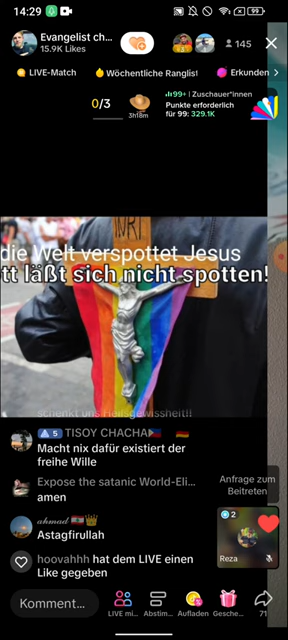 14:29
99
Evangelist ch...
15.9K Likes
145
LIVE-Match
Wöchentliche Ranglist
Erkunden
0/3
3h18m
99+ | Zuschauer*innen
Punkte erforderlich
für 99: 329.1K
INRI
die Welt verspottet Jesus
tt läßt sich nicht spotten!
schenkt uns Heilsgewissheit!!
5 TISOY CHACHA🇵🇭 🇩🇪
Macht nix dafür existiert der
freihe Wille
Expose the satanic World-Eli...
amen
𝒶𝒽𝓂𝒶𝒹 🇱🇧👑
Astagfirullah
hoovahhh hat dem LIVE einen
Like gegeben
Anfrage zum
Beitreten
2
Reza
Komment...
LIVE mi...
Abstim...
Aufladen
Gesche...
71